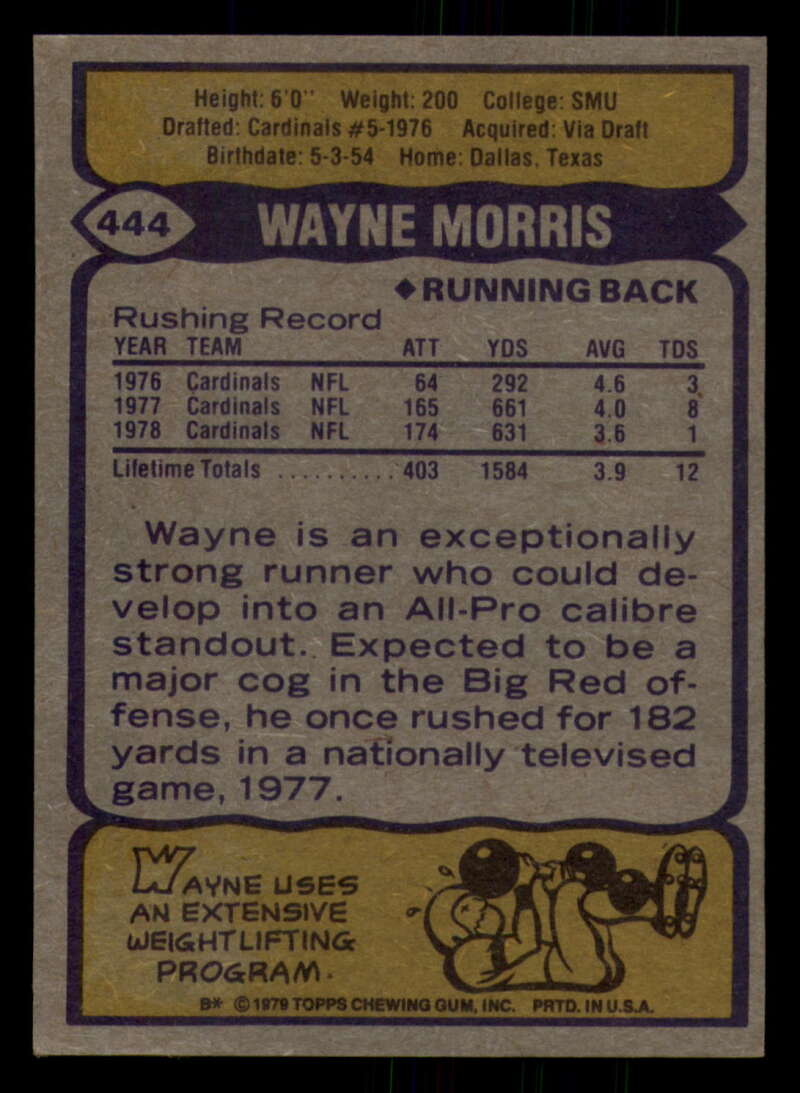 Height: 6'0" Weight: 200 College: SMU
Drafted: Cardinals #5-1976 Acquired: Via Draft
Birthdate: 5-3-54 Home: Dallas, Texas
444 WAYNE MORRIS
◆RUNNING BACK
Rushing Record
YEAR TEAM ATT YDS AVG TDS
1976 Cardinals NFL 64 292 4.6 3
1977 Cardinals NFL 165 661 4.0 8
1978 Cardinals NFL 174 631 3.6 1
Lifetime Totals .......... 403 1584 3.9 12
Wayne is an exceptionally
strong runner who could de-
velop into an All-Pro calibre
standout. Expected to be a
major cog in the Big Red of-
fense, he once rushed for 182
yards in a nationally televised
game, 1977.
WAYNE USES
AN EXTENSIVE
WEIGHTLIFTING
PROGRAM.
B* © 1979 TOPPS CHEWING GUM, INC. PRTD. IN U.S.A.